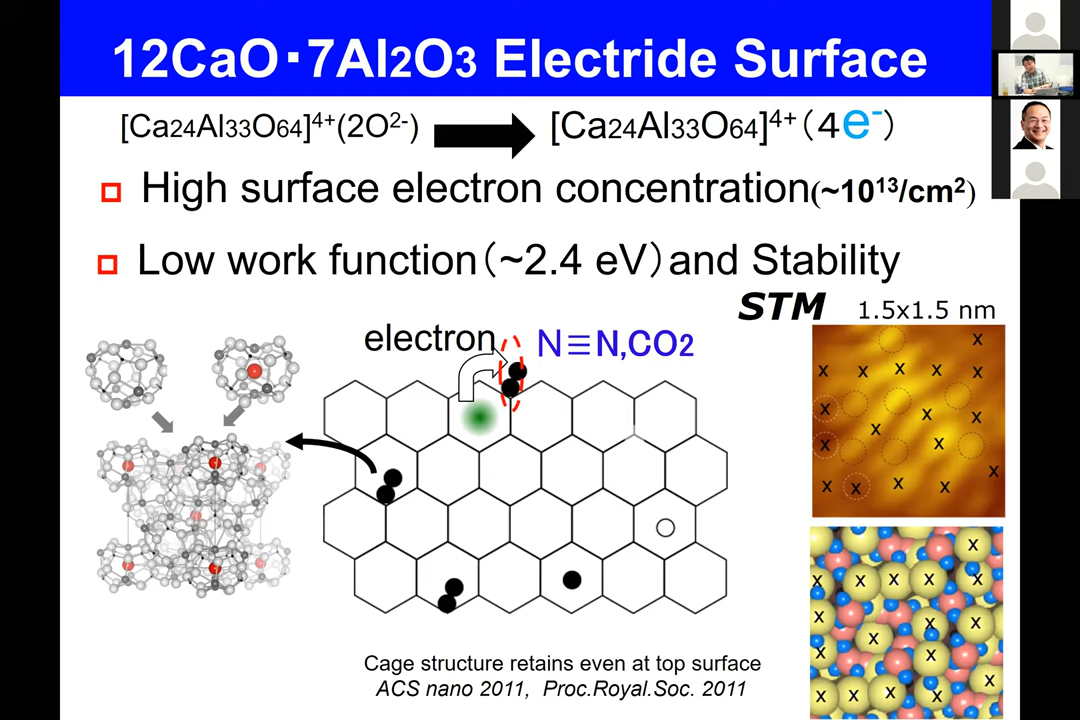 12CaO・7Al2O3 Electride Surface
[Ca24Al33O64]4+(2O2-) [Ca24Al33O64]4+(4e-)
High surface electron concentration(~10¹³/cm²)
Low work function(~2.4 eV)and Stability
STM 1.5x1.5 nm
electron N≡N,CO2
x
x x x x x
x x x
x x x
x
x x x x
x
x x x x x
x x x
x x
x x x x x
Cage structure retains even at top surface
ACS nano 2011, Proc.Royal.Soc. 2011